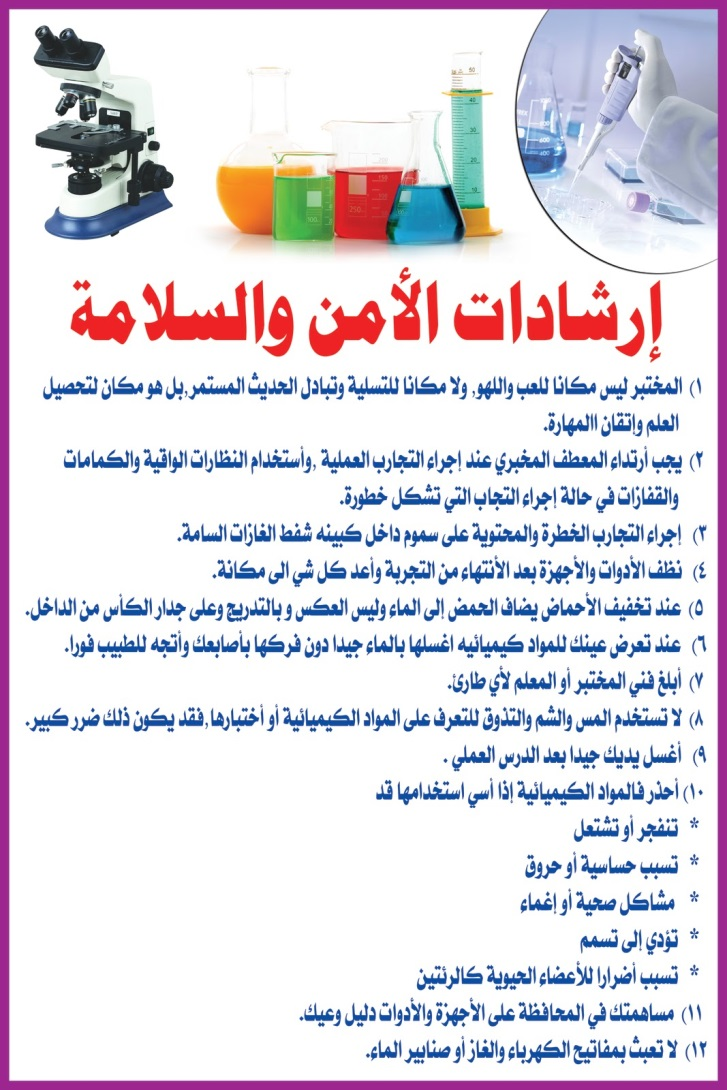 إرشادات الأمن والسلامة
١) المختبر ليس مكانا للعب واللهو, ولا مكانا للتسلية وتبادل الحديث المستمر,بل هو مكان لتحصيل
العلم وإتقان االمهارة.
٢) يجب أرتداء المعطف المخبري عند إجراء التجارب العملية ,وأستخدام النظارات الواقية والكمامات
والقفازات في حالة إجراء التجاب التي تشكل خطورة.
٣) إجراء التجارب الخطرة والمحتوية على سموم داخل كبينه شفط الغازات السامة.
٤) نظف الأدوات والأجهزة بعد الأنتهاء من التجربة وأعد كل شي الى مكانة.
٥) عند تخفيف الأحماض يضاف الحمض إلى الماء وليس العكس و بالتدريج وعلى جدار الكأس من الداخل.
٦) عند تعرض عينك للمواد كيميائيه اغسلها بالماء جيدا دون فركها بأصابعك وأتجه للطبيب فورا.
٧) أبلغ فني المختبر أو المعلم لأي طارئ.
٨) لا تستخدم المس والشم والتذوق للتعرف على المواد الكيميائية أو أختبارها,فقد يكون ذلك ضرر كبير.
٩) أغسل يديك جيدا بعد الدرس العملي .
١٠) أحذر فالمواد الكيميائية إذا أسي استخدامها قد
* تنفجر أو تشتعل
* تسبب حساسية أو حروق
* مشاكل صحية أو إغماء
* تؤدي إلى تسمم
* تسبب أضرارا للأعضاء الحيوية كالرئتين
١١) مساهمتك في المحافظة على الأجهزة والأدوات دليل وعيك.
١٢) لا تعبث بمفاتيح الكهرباء والغاز أو صنابير الماء.